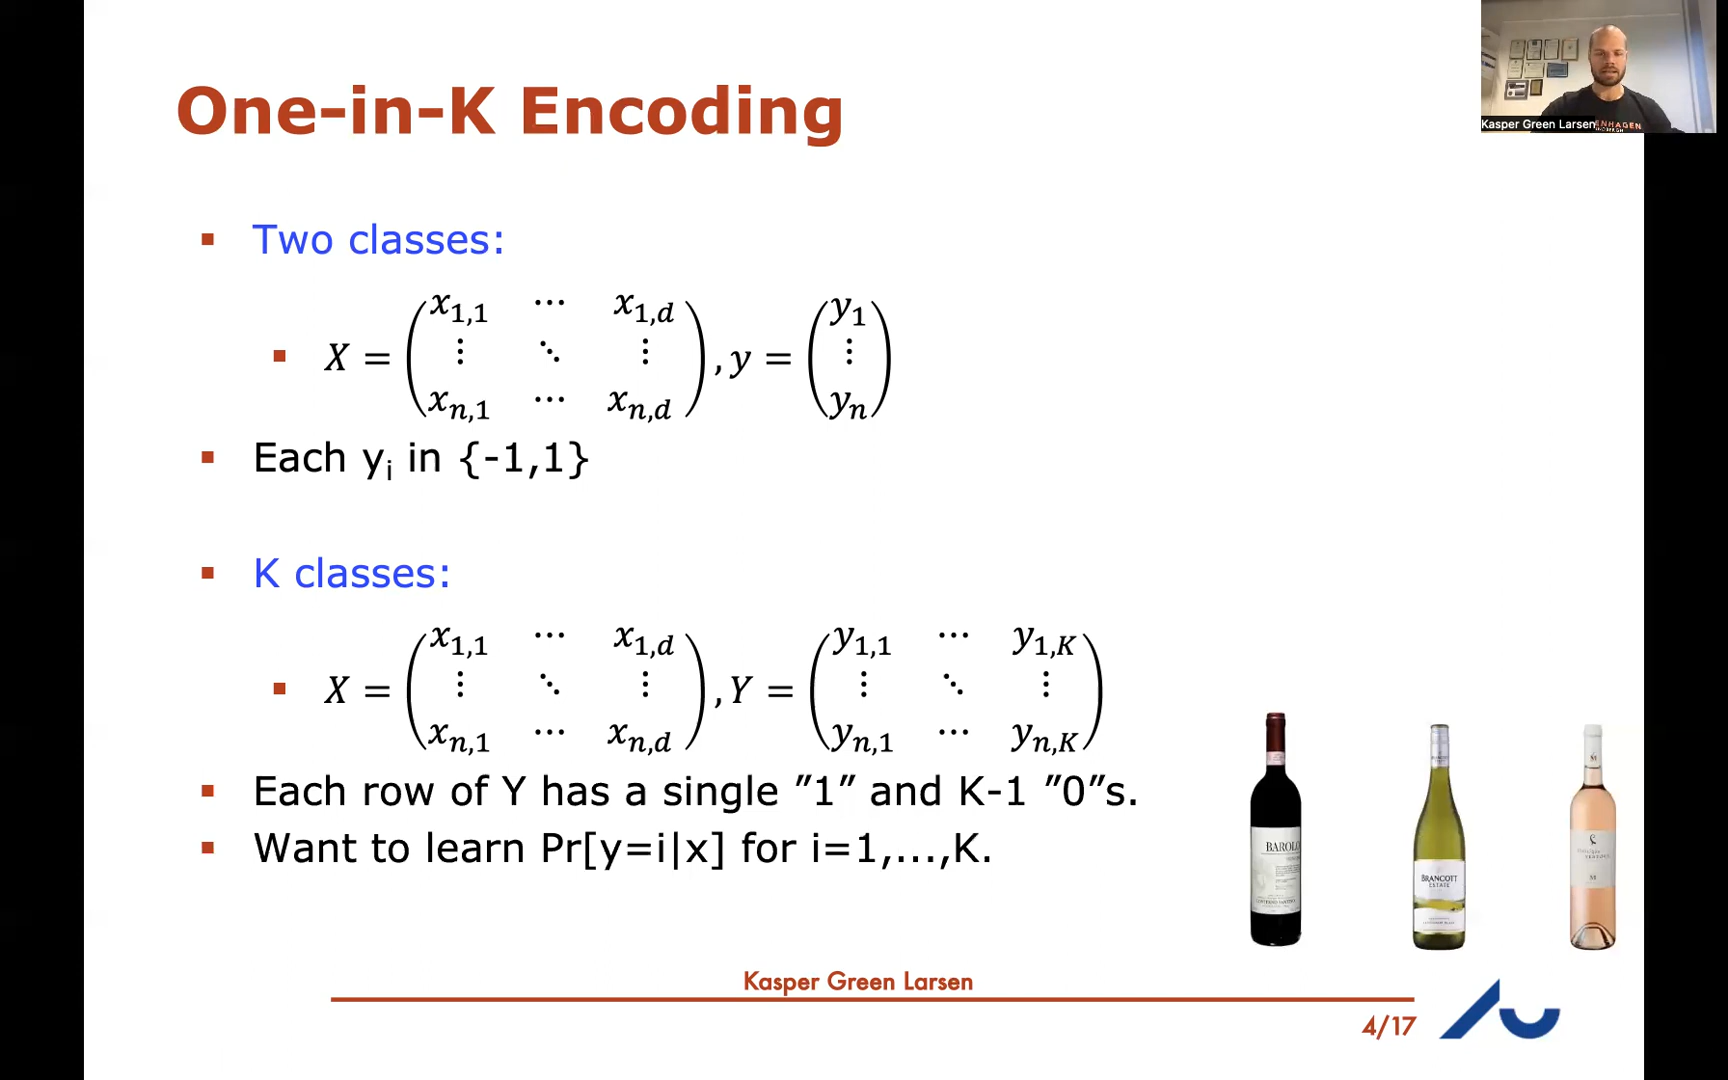 One-in-K Encoding
Kasper Green Larsen
ENHAGEN
Two classes:
X = (x1,1 ⋯ x1,d ⋮ ⋱ ⋮ xn,1 ⋯ xn,d), y = (y1 ⋮ yn)
Each yi in {-1,1}
K classes:
X = (x1,1 ⋯ x1,d ⋮ ⋱ ⋮ xn,1 ⋯ xn,d), Y = (y1,1 ⋯ y1,K ⋮ ⋱ ⋮ yn,1 ⋯ yn,K)
Each row of Y has a single ”1” and K-1 ”0”s.
Want to learn Pr[y=i|x] for i=1,...,K.
BAROLO
BRANCOTT
ESTATE
M
Kasper Green Larsen
4/17